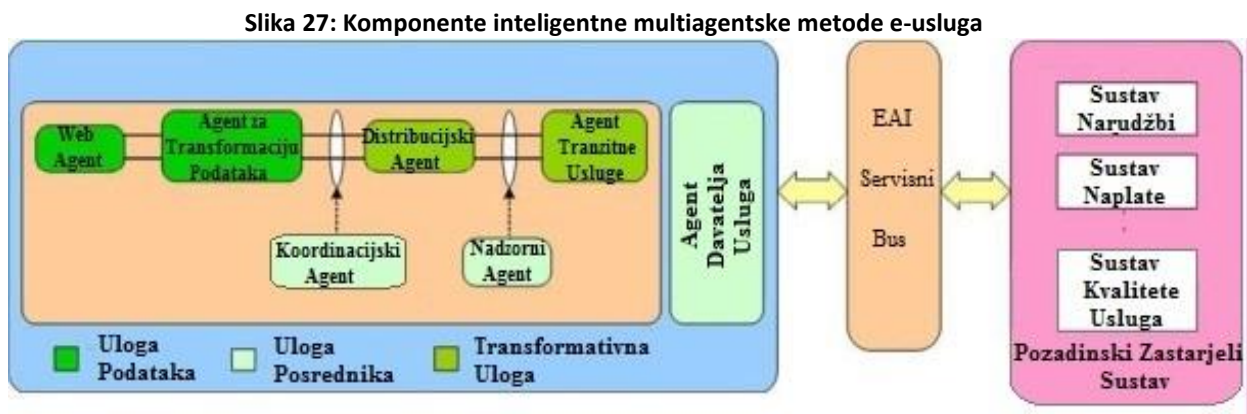 Slika 27: Komponente inteligentne multiagentske metode e-usluga
Web
Agent
Agent za
Transformaciju
Podataka
Distribucijski
Agent
Agent
Tranzitne
Usluge
Koordinacijski
Agent
Nadzorni
Agent
Agent
Davatelja
Usluga
Uloga
Podataka
Uloga
Posrednika
Transformativna
Uloga
EAI
Servisni
Bus
Sustav
Narudžbi
Sustav
Naplate
Sustav
Kvalitete
Usluga
Pozadinski Zastarjeli
Sustav